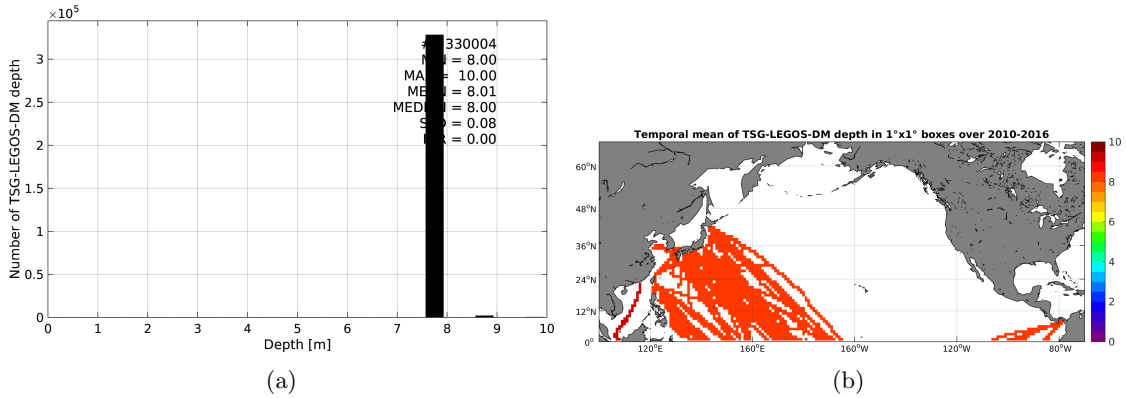 ×10⁵
Number of TSG-LEGOS-DM depth
3
2.5
2
1.5
1
0.5
0
330004
= 8.00
= 10.00
= 8.01
= 8.00
= 0.08
= 0.00
0 1 2 3 4 5 6 7 8 9 10
Depth [m]
(a)
Temporal mean of TSG-LEGOS-DM depth in 1°x1° boxes over 2010-2016
60°N
48°N
36°N
24°N
12°N
0°
120°E 160°E 160°W 120°W 80°W
10
8
6
4
2
0
(b)